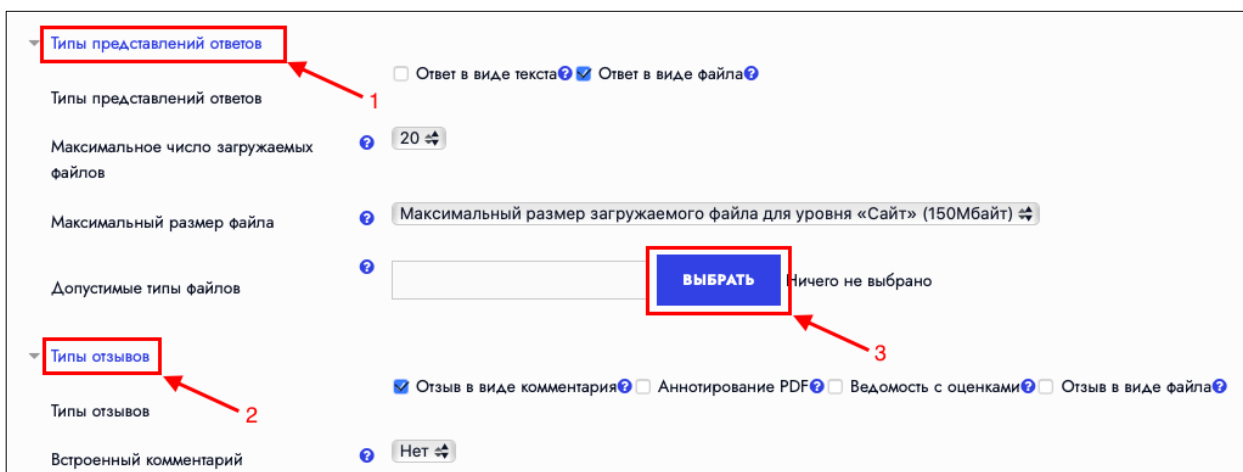 Типы представлений ответов
Ответ в виде текста? Ответ в виде файла?
1
Типы представлений ответов
Максимальное число загружаемых файлов ? 20
Максимальный размер файла ? Максимальный размер загружаемого файла для уровня «Сайт» (150Мбайт)
Допустимые типы файлов ? ВЫБРАТЬ Ничего не выбрано
3
Типы отзывов
Отзыв в виде комментария? Аннотирование PDF? Ведомость с оценками? Отзыв в виде файла?
Типы отзывов
2
Встроенный комментарий ? Нет